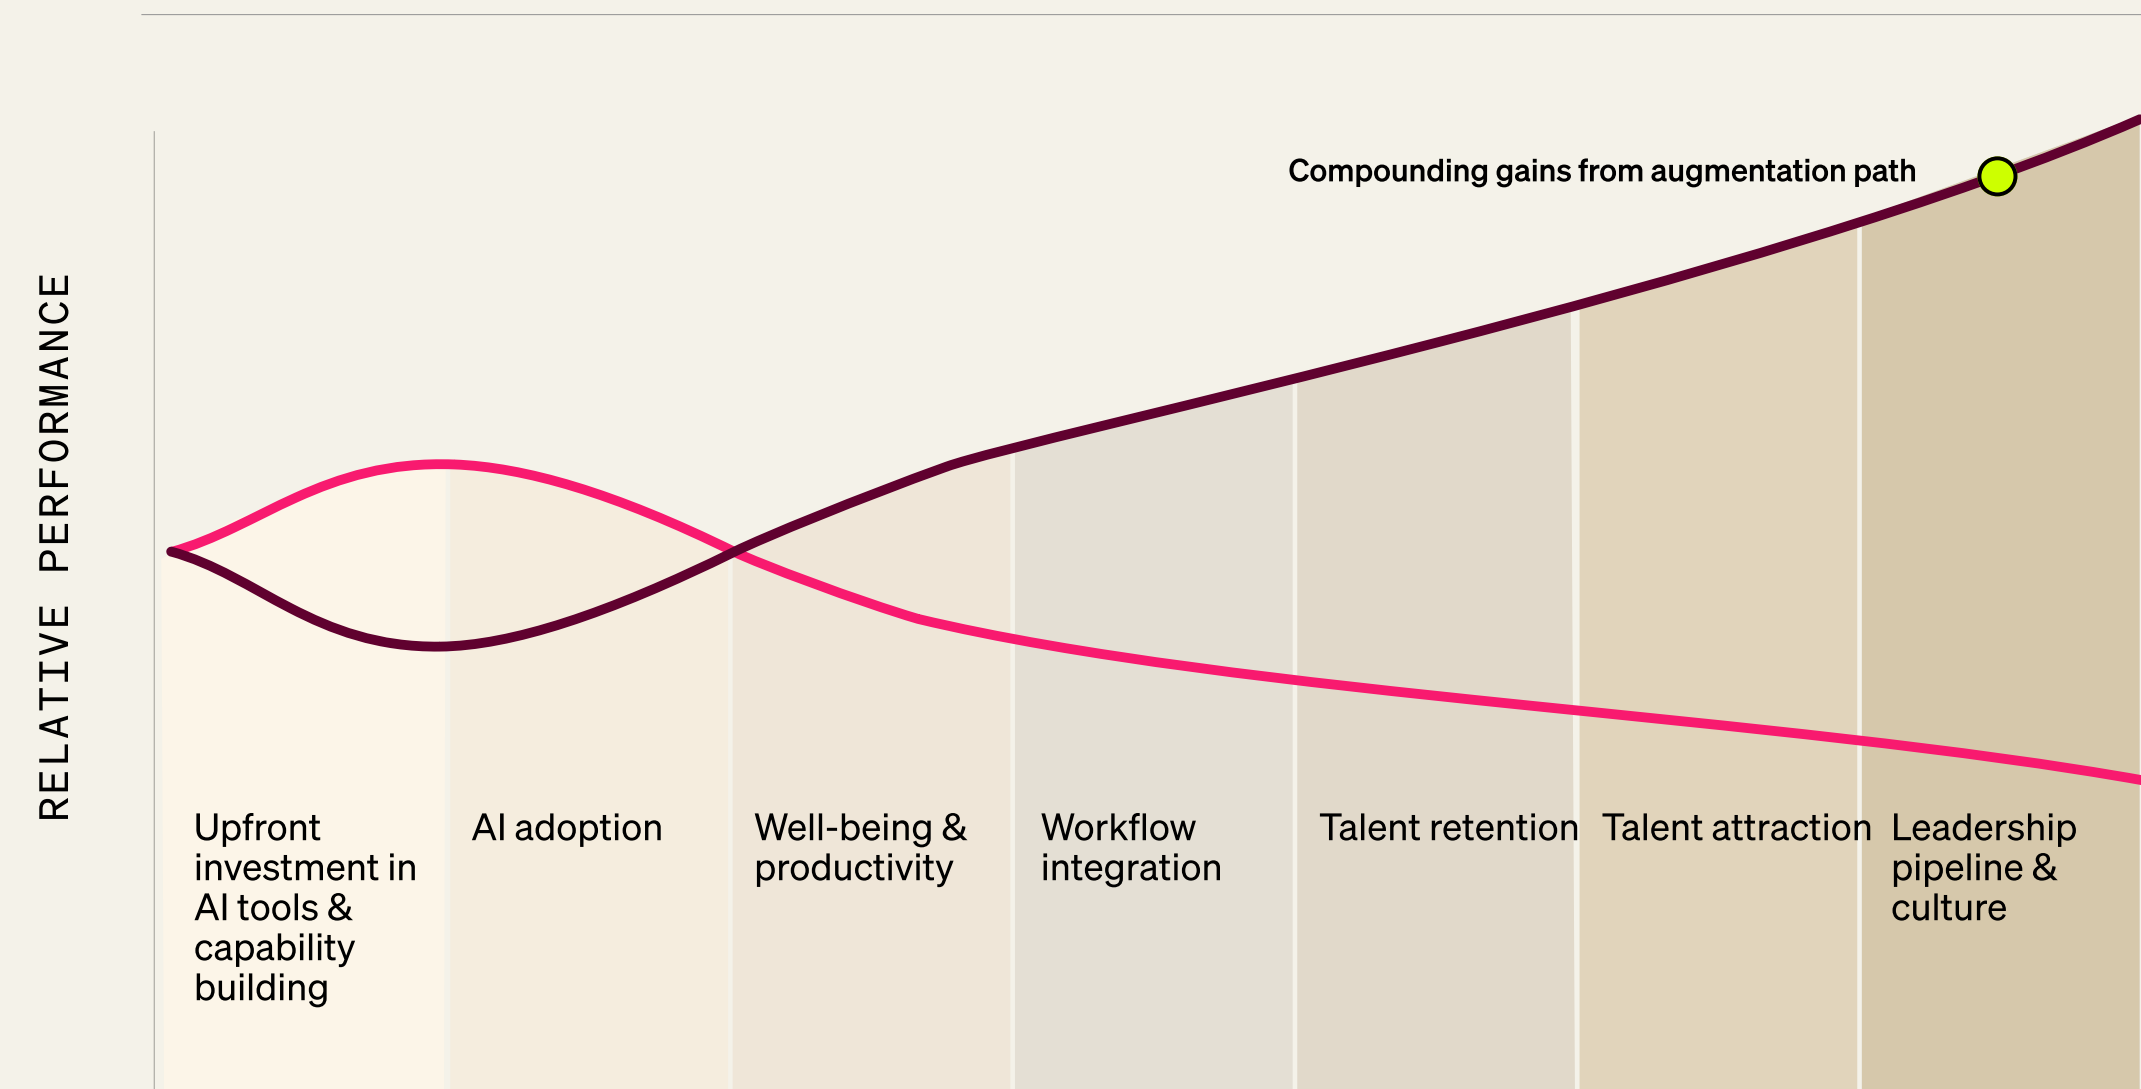 RELATIVE PERFORMANCE
Compounding gains from augmentation path
Upfront
investment in
AI tools &
capability
building
AI adoption
Well-being &
productivity
Workflow
integration
Talent retention
Talent attraction
Leadership
pipeline &
culture